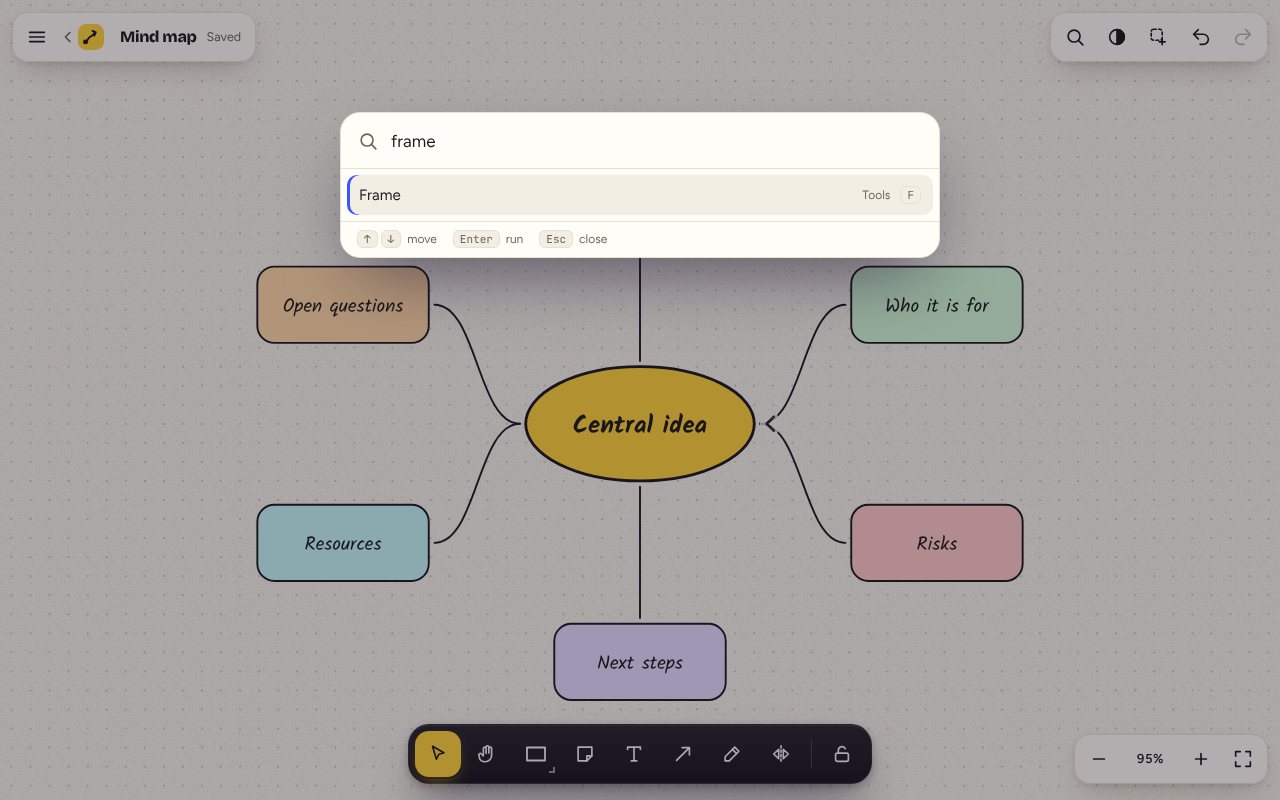 Mind map Saved
frame
Frame Tools F
↑ ↓ move Enter run Esc close
Open questions
Who it is for
Central idea
Resources
Risks
Next steps
95%